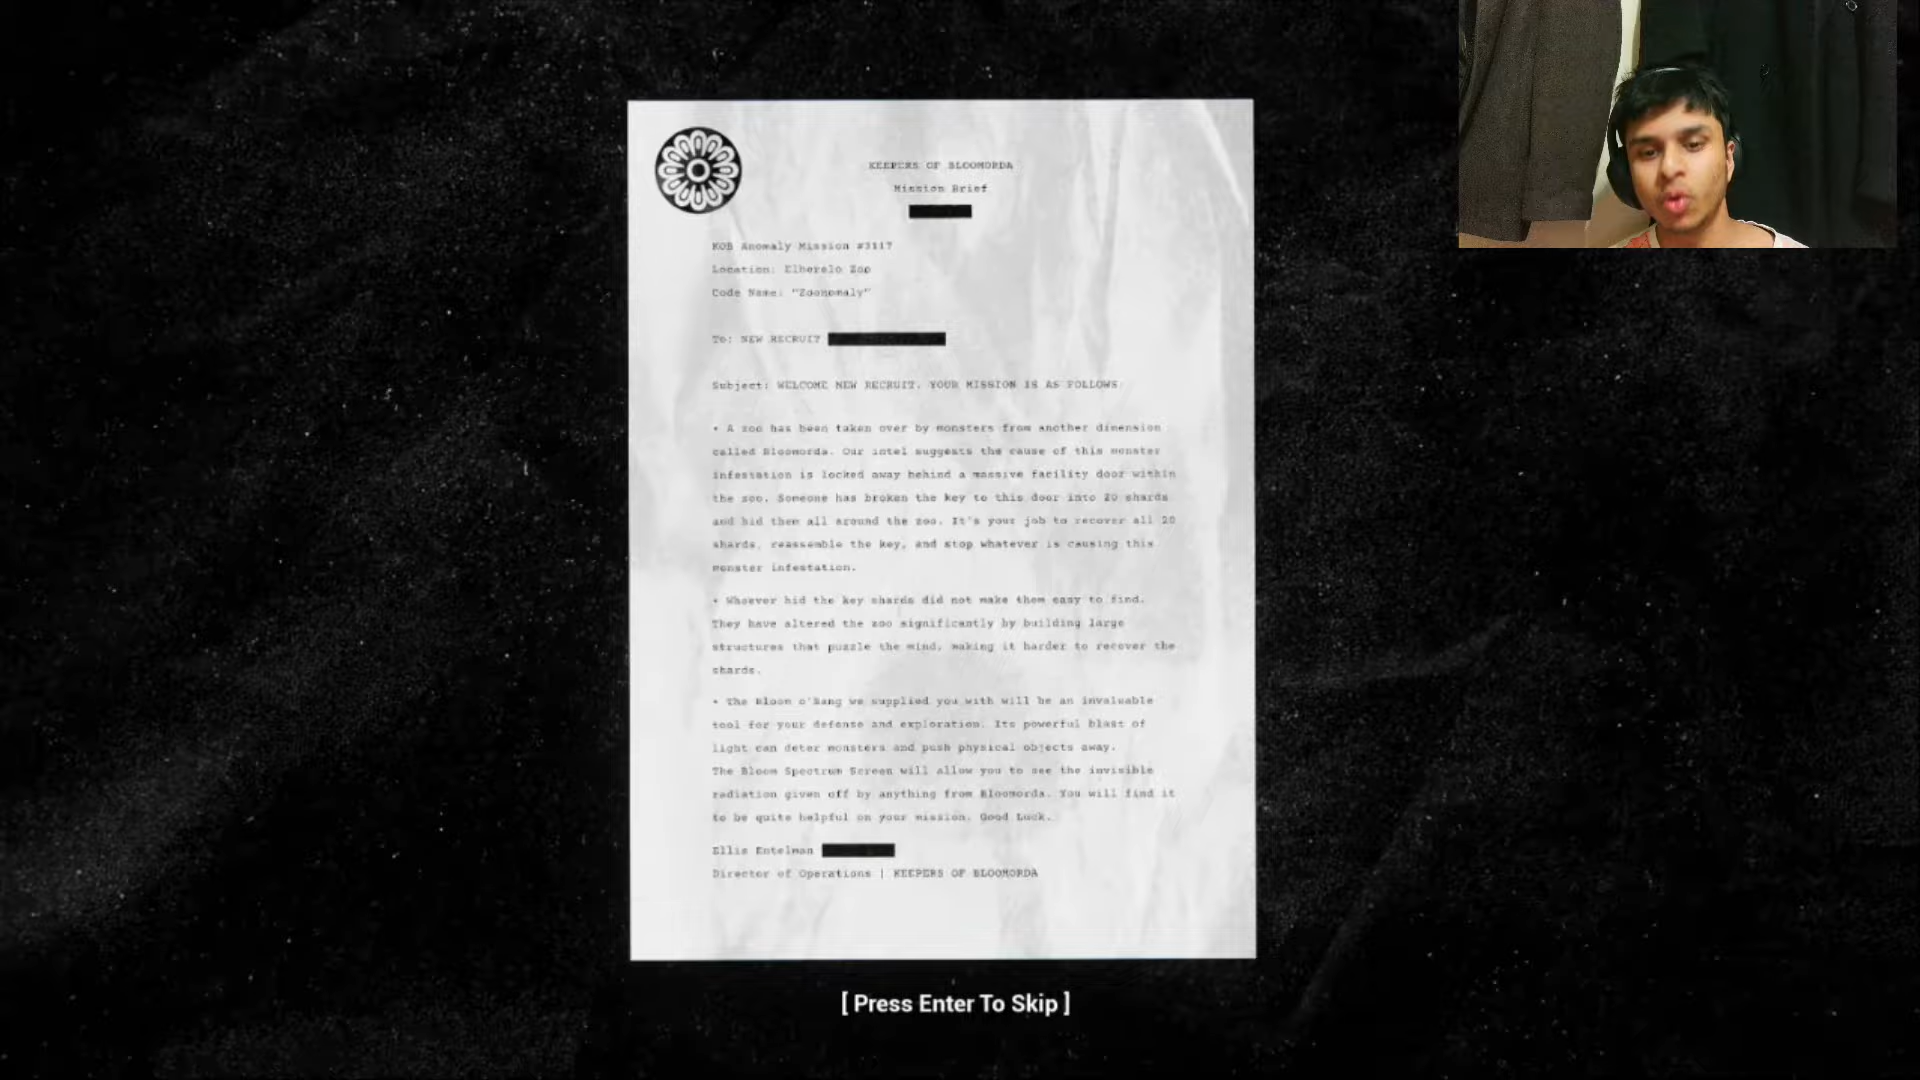 KEEPERS OF BLOOMORDA
Mission Brief
KOB Anomaly Mission #3117
Location: Elherelo Zoo
Code Name: "Zoonomaly"
To: NEW RECRUIT
Subject: WELCOME NEW RECRUIT. YOUR MISSION IS AS FOLLOWS
• A zoo has been taken over by monsters from another dimension
called Bloomorda. Our intel suggests the cause of this monster
infestation is locked away behind a massive facility door within
the zoo. Someone has broken the key to this door into 20 shards
and hid them all around the zoo. It's your job to recover all 20
shards, reassemble the key, and stop whatever is causing this
monster infestation.
• Whoever hid the key shards did not make them easy to find.
They have altered the zoo significantly by building large
structures that puzzle the mind, making it harder to recover the
shards.
• The Bloom o'Bang we supplied you with will be an invaluable
tool for your defense and exploration. Its powerful blast of
light can deter monsters and push physical objects away.
The Bloom Spectrum Screen will allow you to see the invisible
radiation given off by anything from Bloomorda. You will find it
to be quite helpful on your mission. Good Luck.
Ellis Entelman
Director of Operations | KEEPERS OF BLOOMORDA
[ Press Enter To Skip ]